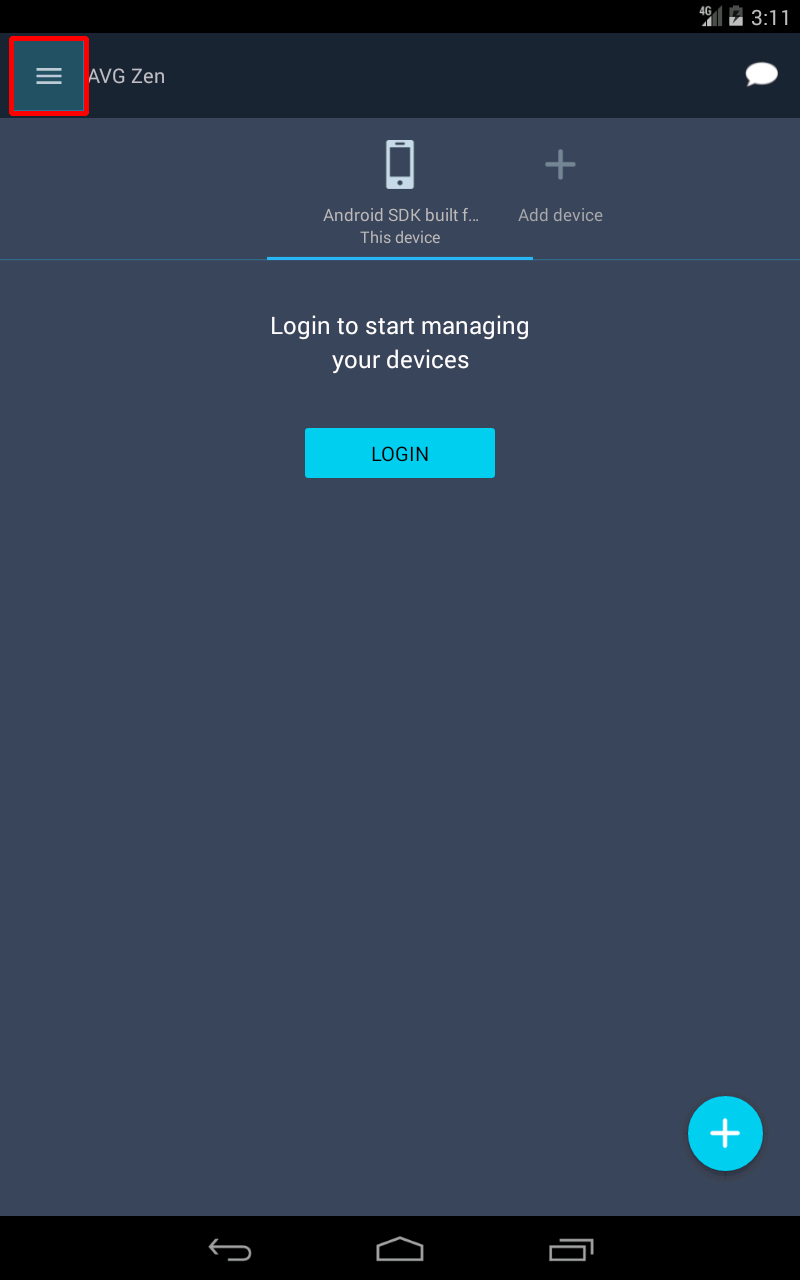 4G
3:11
AVG Zen
Android SDK built f...
This device
Add device
Login to start managing
your devices
LOGIN